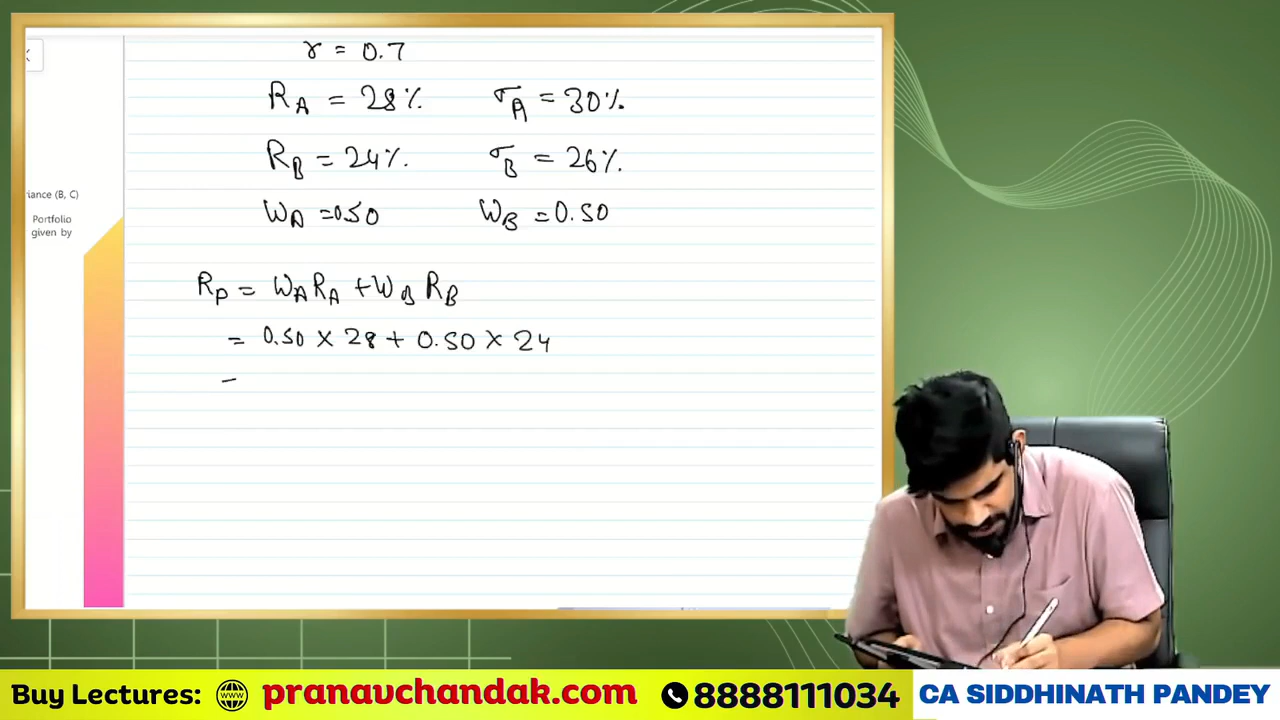 r = 0.7
R_A = 28% σ_A = 30%
R_B = 24% σ_B = 26%
W_A = 0.50 W_B = 0.50
iance (B, C)
Portfolio
given by
R_P = W_A R_A + W_B R_B
= 0.50 × 28 + 0.50 × 24
=
Buy Lectures: pranavchandak.com 8888111034 CA SIDDHINATH PANDEY